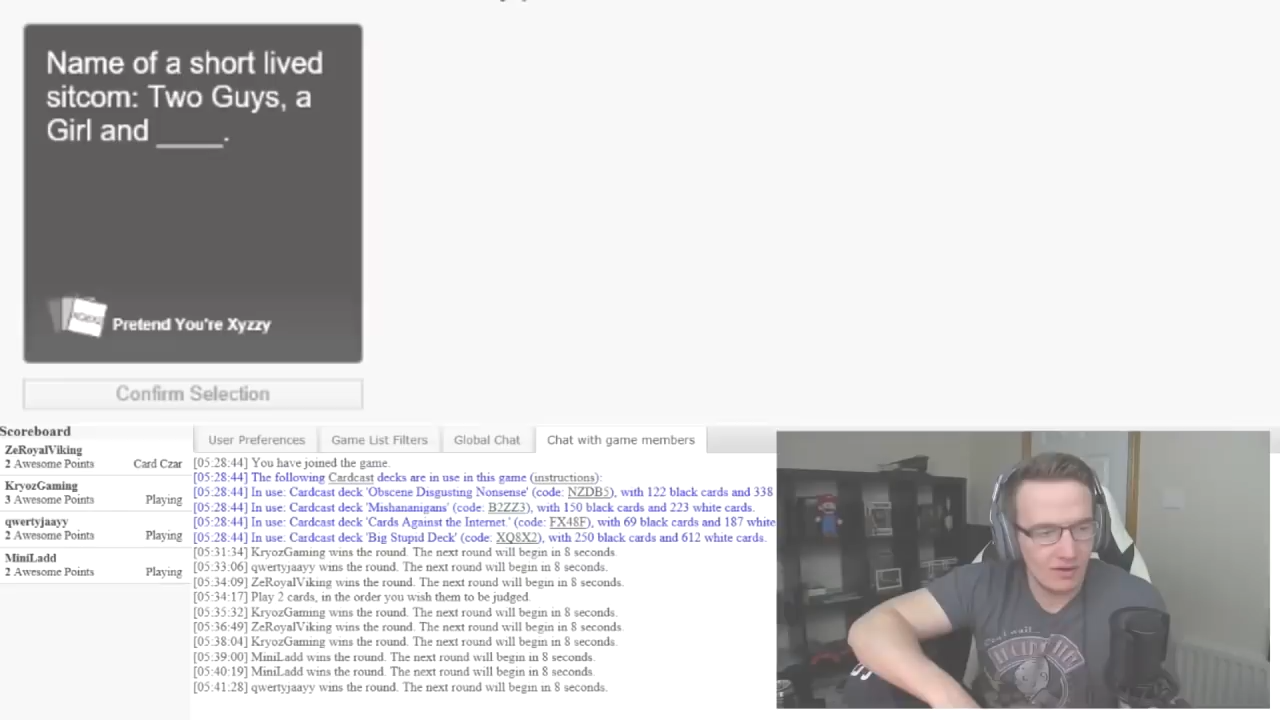 Name of a short lived
sitcom: Two Guys, a
Girl and _____.
Pretend You're Xyzzy
Confirm Selection
Scoreboard
ZeRoyalViking
2 Awesome Points Card Czar
KryozGaming
3 Awesome Points Playing
qwertyjaayy
2 Awesome Points Playing
MiniLadd
2 Awesome Points Playing
User Preferences Game List Filters Global Chat Chat with game members
[05:28:44] You have joined the game.
[05:28:44] The following Cardcast decks are in use in this game (instructions):
[05:28:44] In use: Cardcast deck 'Obscene Disgusting Nonsense' (code: NZDB5), with 122 black cards and 338
[05:28:44] In use: Cardcast deck 'Mishananigans' (code: B2ZZ3), with 150 black cards and 223 white cards.
[05:28:44] In use: Cardcast deck 'Cards Against the Internet.' (code: FX48F), with 69 black cards and 187 white
[05:28:44] In use: Cardcast deck 'Big Stupid Deck' (code: XQ8X2), with 250 black cards and 612 white cards.
[05:31:34] KryozGaming wins the round. The next round will begin in 8 seconds.
[05:33:06] qwertyjaayy wins the round. The next round will begin in 8 seconds.
[05:34:09] ZeRoyalViking wins the round. The next round will begin in 8 seconds.
[05:34:17] Play 2 cards, in the order you wish them to be judged.
[05:35:32] KryozGaming wins the round. The next round will begin in 8 seconds.
[05:36:49] ZeRoyalViking wins the round. The next round will begin in 8 seconds.
[05:38:04] KryozGaming wins the round. The next round will begin in 8 seconds.
[05:39:00] MiniLadd wins the round. The next round will begin in 8 seconds.
[05:40:19] MiniLadd wins the round. The next round will begin in 8 seconds.
[05:41:28] qwertyjaayy wins the round. The next round will begin in 8 seconds.